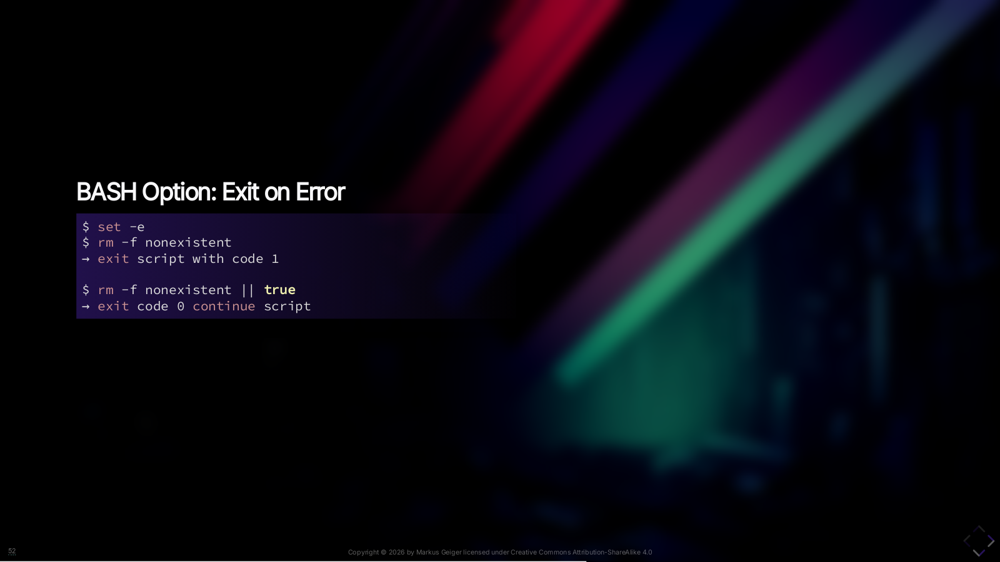 BASH Option: Exit on Error
$ set -e
$ rm -f nonexistent
→ exit script with code 1

$ rm -f nonexistent || true
→ exit code 0 continue script
52
Copyright © 2026 by Markus Geiger licensed under Creative Commons Attribution-ShareAlike 4.0